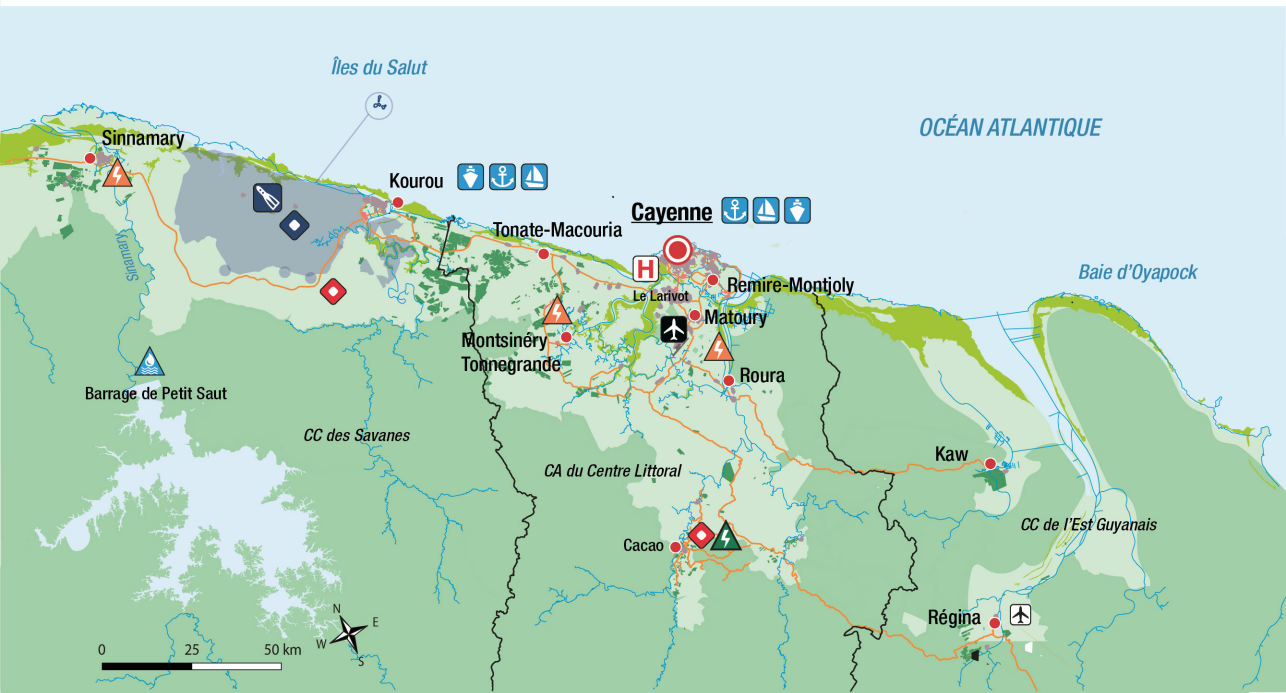 Îles du Salut
OCÉAN ATLANTIQUE
Sinnamary
Kourou
Cayenne
Tonate-Macouria
H
Sinnamary
Baie d'Oyapock
Remire-Montjoly
Le Larivot
Matoury
Montsinéry
Tonnegrande
Roura
Barrage de Petit Saut
CC des Savanes
CA du Centre Littoral
Kaw
CC de l'Est Guyanais
Cacao
Régina
N
E
W
S
0 25 50 km